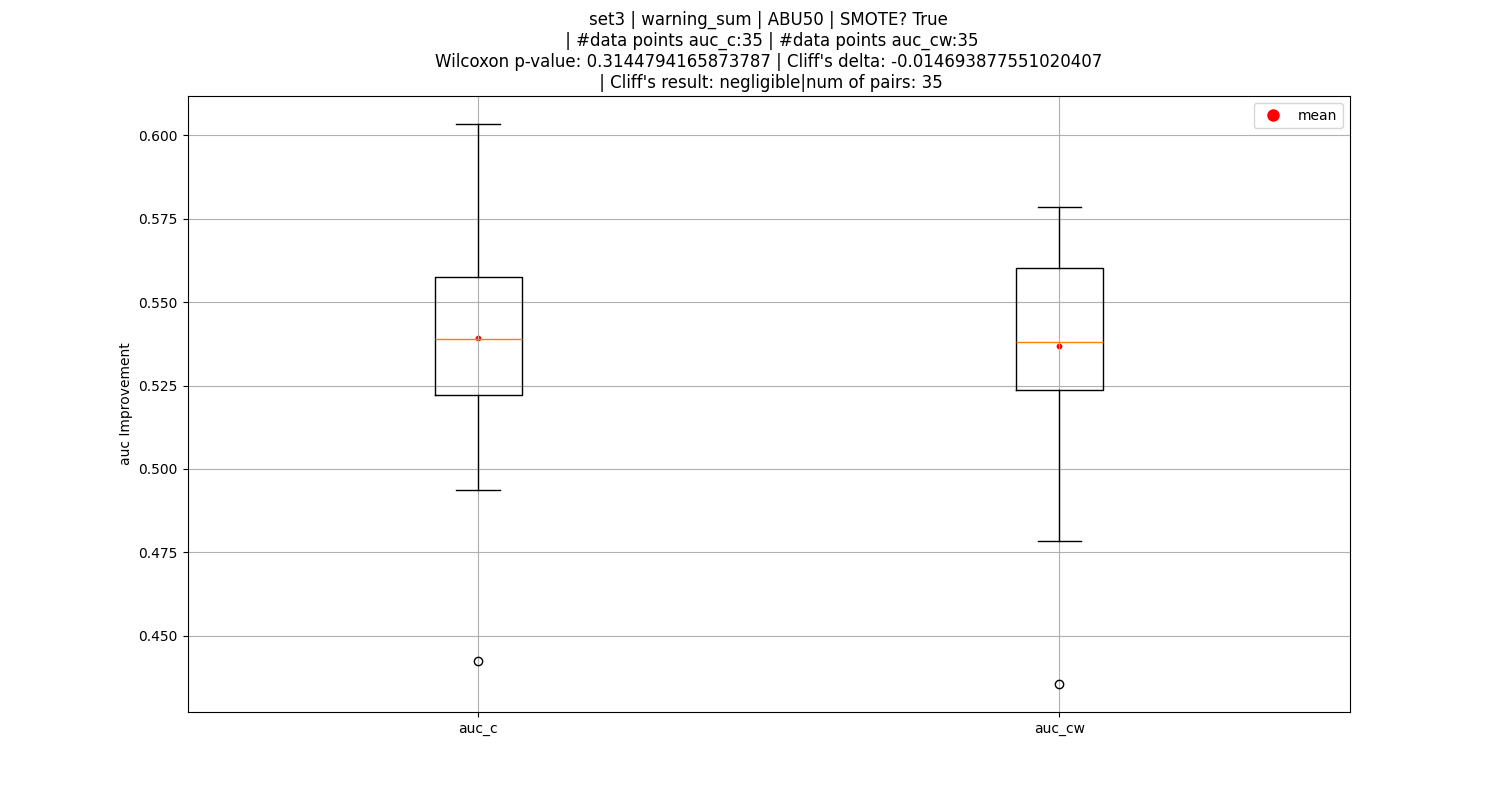 set3 | warning_sum | ABU50 | SMOTE? True
| #data points auc_c:35 | #data points auc_cw:35
Wilcoxon p-value: 0.3144794165873787 | Cliff's delta: -0.014693877551020407
| Cliff's result: negligible|num of pairs: 35
mean
0.600
0.575
0.550
0.525
0.500
0.475
0.450
auc Improvement
auc_c
auc_cw